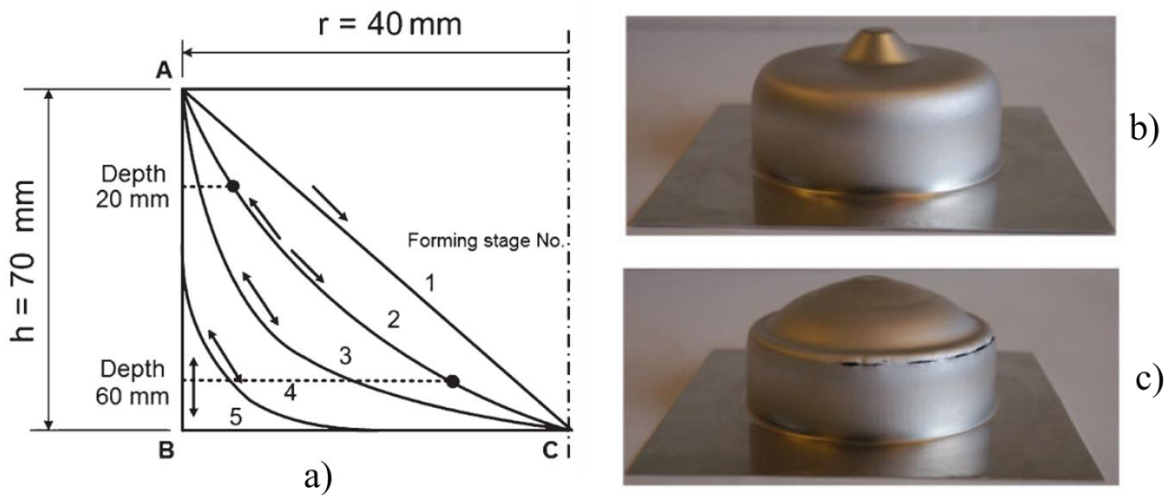 r = 40 mm
A
Depth
20 mm
h = 70 mm
Forming stage No.
1
2
3
Depth
60 mm
4
5
B
C
a)
b)
c)